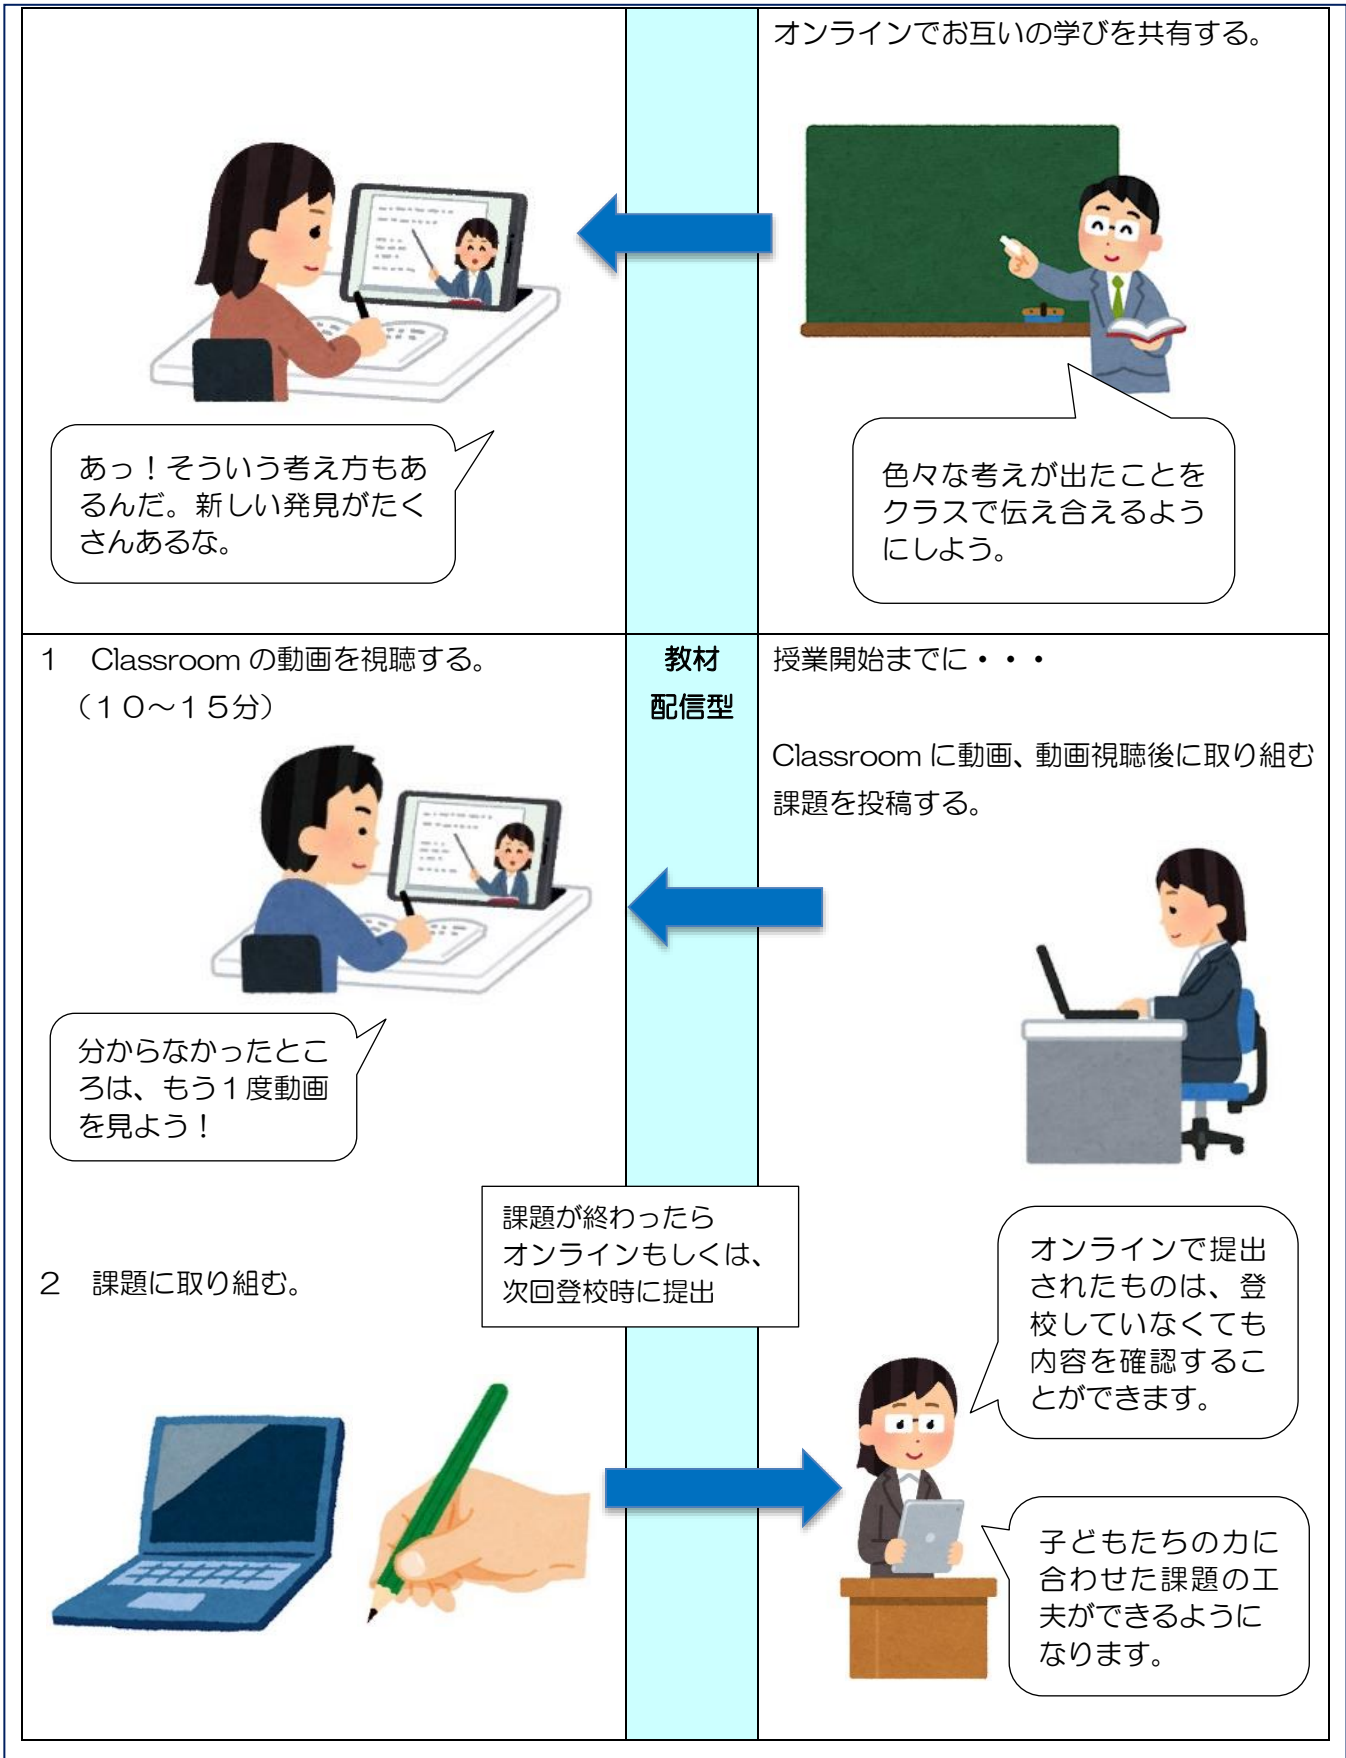 オンラインでお互いの学びを共有する。
あっ！そういう考え方もあ
るんだ。新しい発見がたく
さんあるな。
色々な考えが出たことを
クラスで伝え合えるよう
にしよう。
１　Classroom の動画を視聴する。
（１０～１５分）
教材
配信型
授業開始までに・・・
Classroom に動画、動画視聴後に取り組む
課題を投稿する。
分からなかったとこ
ろは、もう１度動画
を見よう！
課題が終わったら
オンラインもしくは、
次回登校時に提出
２　課題に取り組む。
オンラインで提出
されたものは、登
校していなくても
内容を確認するこ
とができます。
子どもたちの力に
合わせた課題の工
夫ができるように
なります。